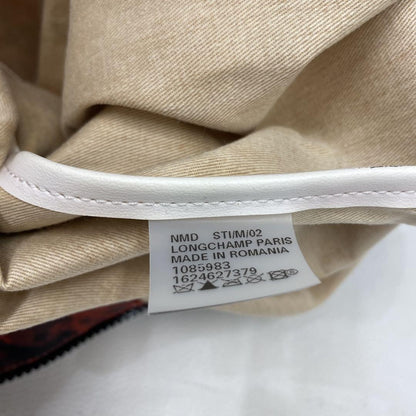 NMD STI/M/02
LONGCHAMP PARIS
MADE IN ROMANIA
1085983
1624627379